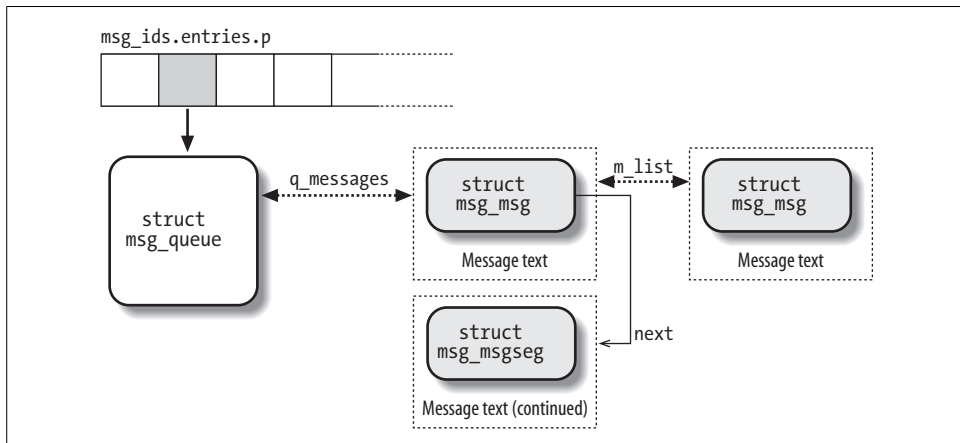 msg_ids.entries.p
q_messages
m_list
struct
msg_queue
struct
msg_msg
struct
msg_msg
Message text
Message text
next
struct
msg_msgseg
Message text (continued)